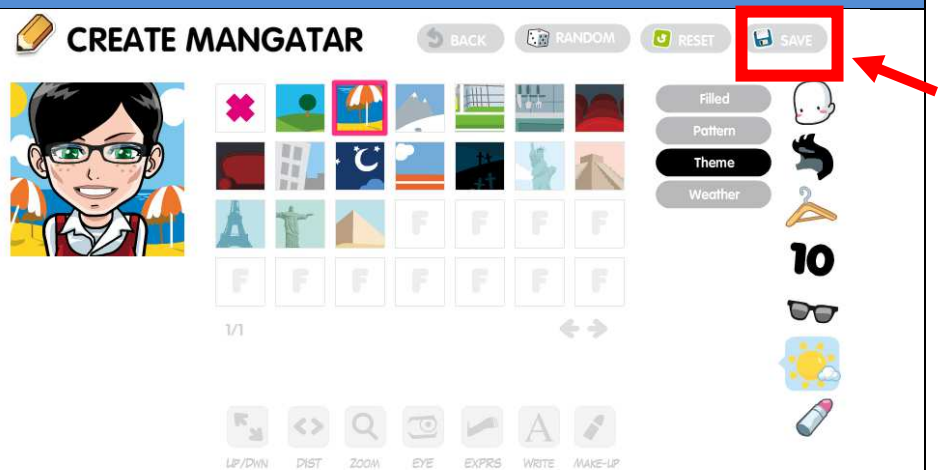 CREATE MANGATAR
BACK
RANDOM
RESET
SAVE
Filled
Pattern
Theme
Weather
10
F F F F
F F F F F F F
1/1
UP/DWN DIST ZOOM EYE EXPRS WRITE MAKE-UP